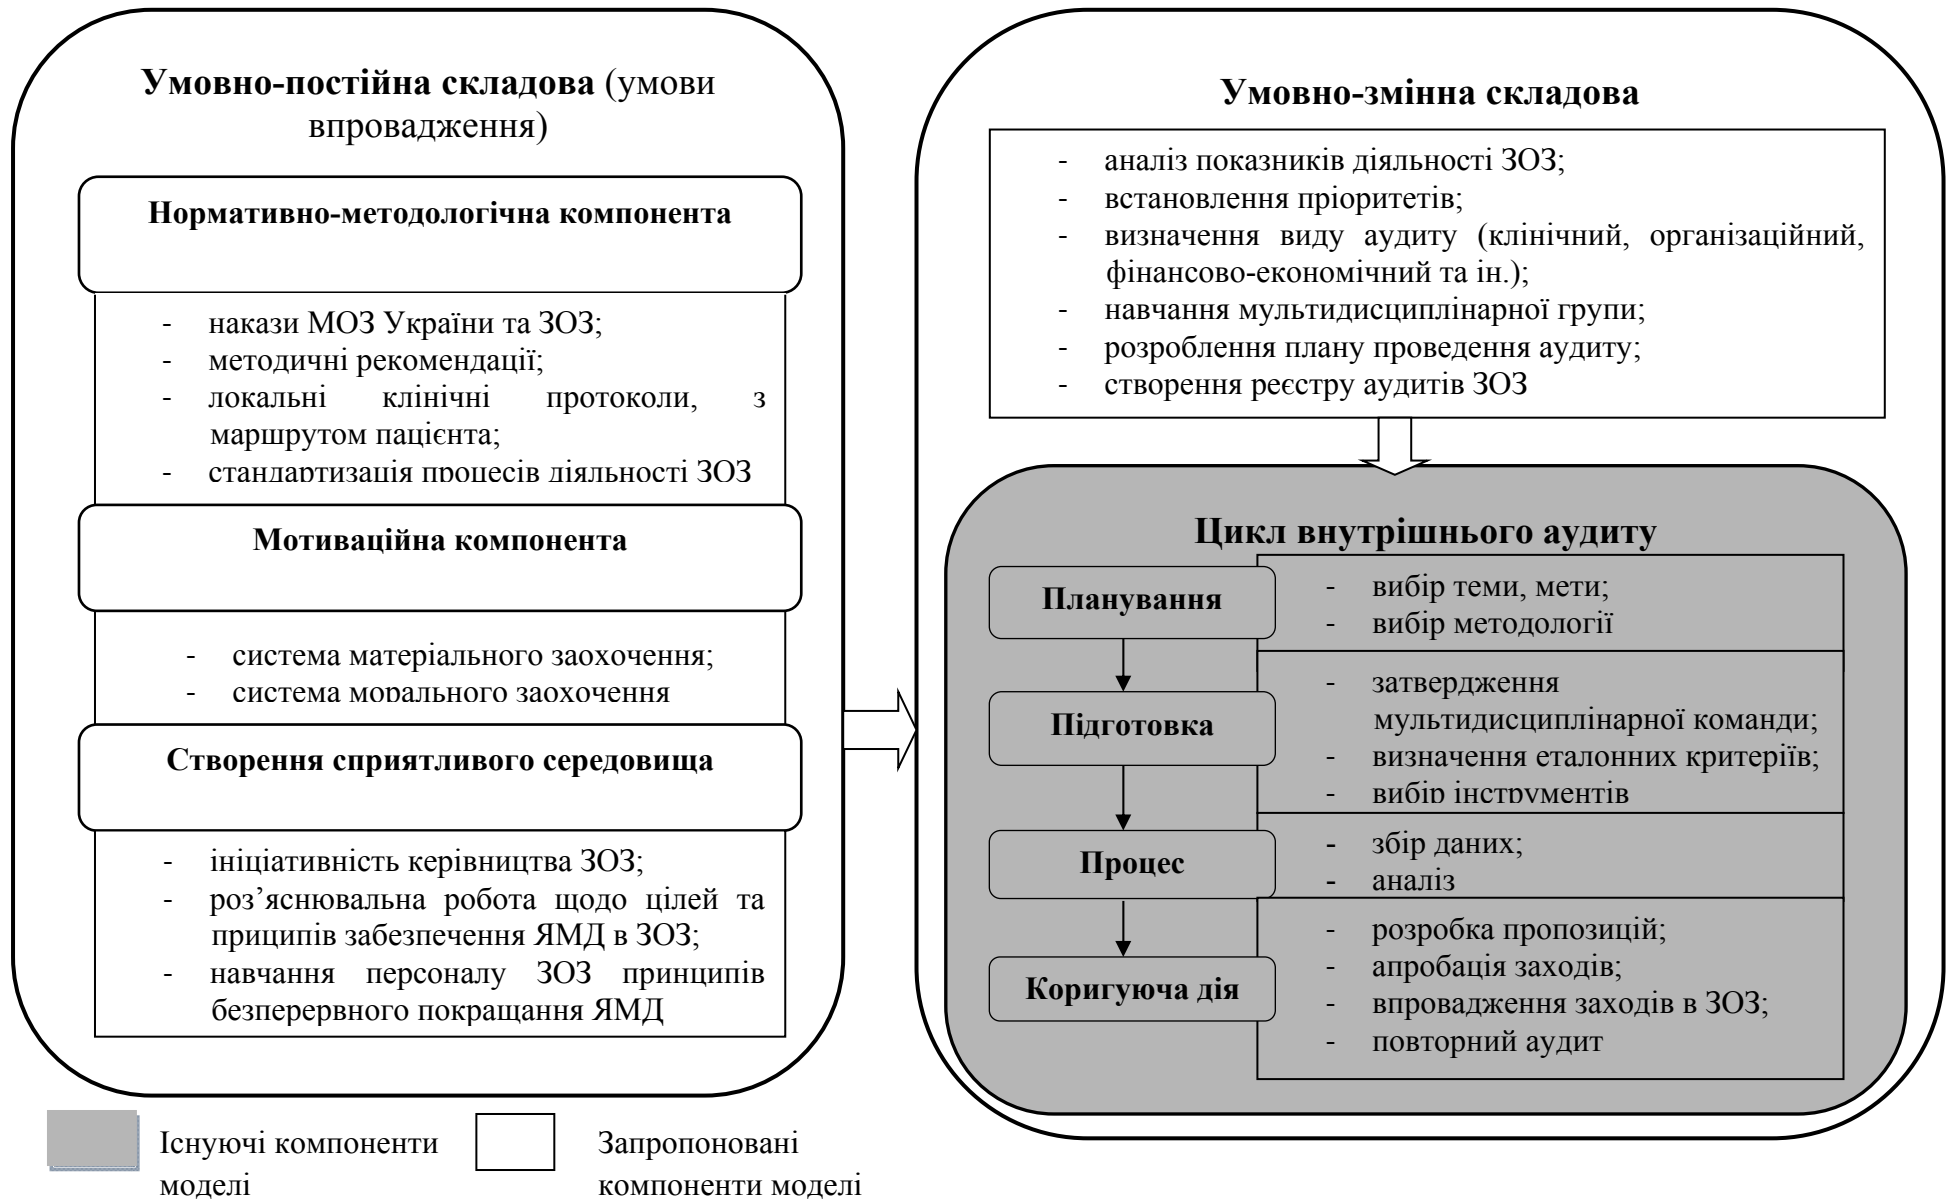 Умовно-постійна складова (умови
впровадження)
Нормативно-методологічна компонента
- накази МОЗ України та ЗОЗ;
- методичні рекомендації;
- локальні клінічні протоколи, з
маршрутом пацієнта;
- стандартизація процесів діяльності ЗОЗ
Мотиваційна компонента
- система матеріального заохочення;
- система морального заохочення
Створення сприятливого середовища
- ініціативність керівництва ЗОЗ;
- роз’яснювальна робота щодо цілей та
приципів забезпечення ЯМД в ЗОЗ;
- навчання персоналу ЗОЗ принципів
безперервного покращання ЯМД
Умовно-змінна складова
- аналіз показників діяльності ЗОЗ;
- встановлення пріоритетів;
- визначення виду аудиту (клінічний, організаційний,
фінансово-економічний та ін.);
- навчання мультидисциплінарної групи;
- розроблення плану проведення аудиту;
- створення реєстру аудитів ЗОЗ
Цикл внутрішнього аудиту
Планування
- вибір теми, мети;
- вибір методології
Підготовка
- затвердження
мультидисциплінарної команди;
- визначення еталонних критеріїв;
- вибір інструментів
Процес
- збір даних;
- аналіз
Коригуюча дія
- розробка пропозицій;
- апробація заходів;
- впровадження заходів в ЗОЗ;
- повторний аудит
Існуючі компоненти
моделі
Запропоновані
компоненти моделі